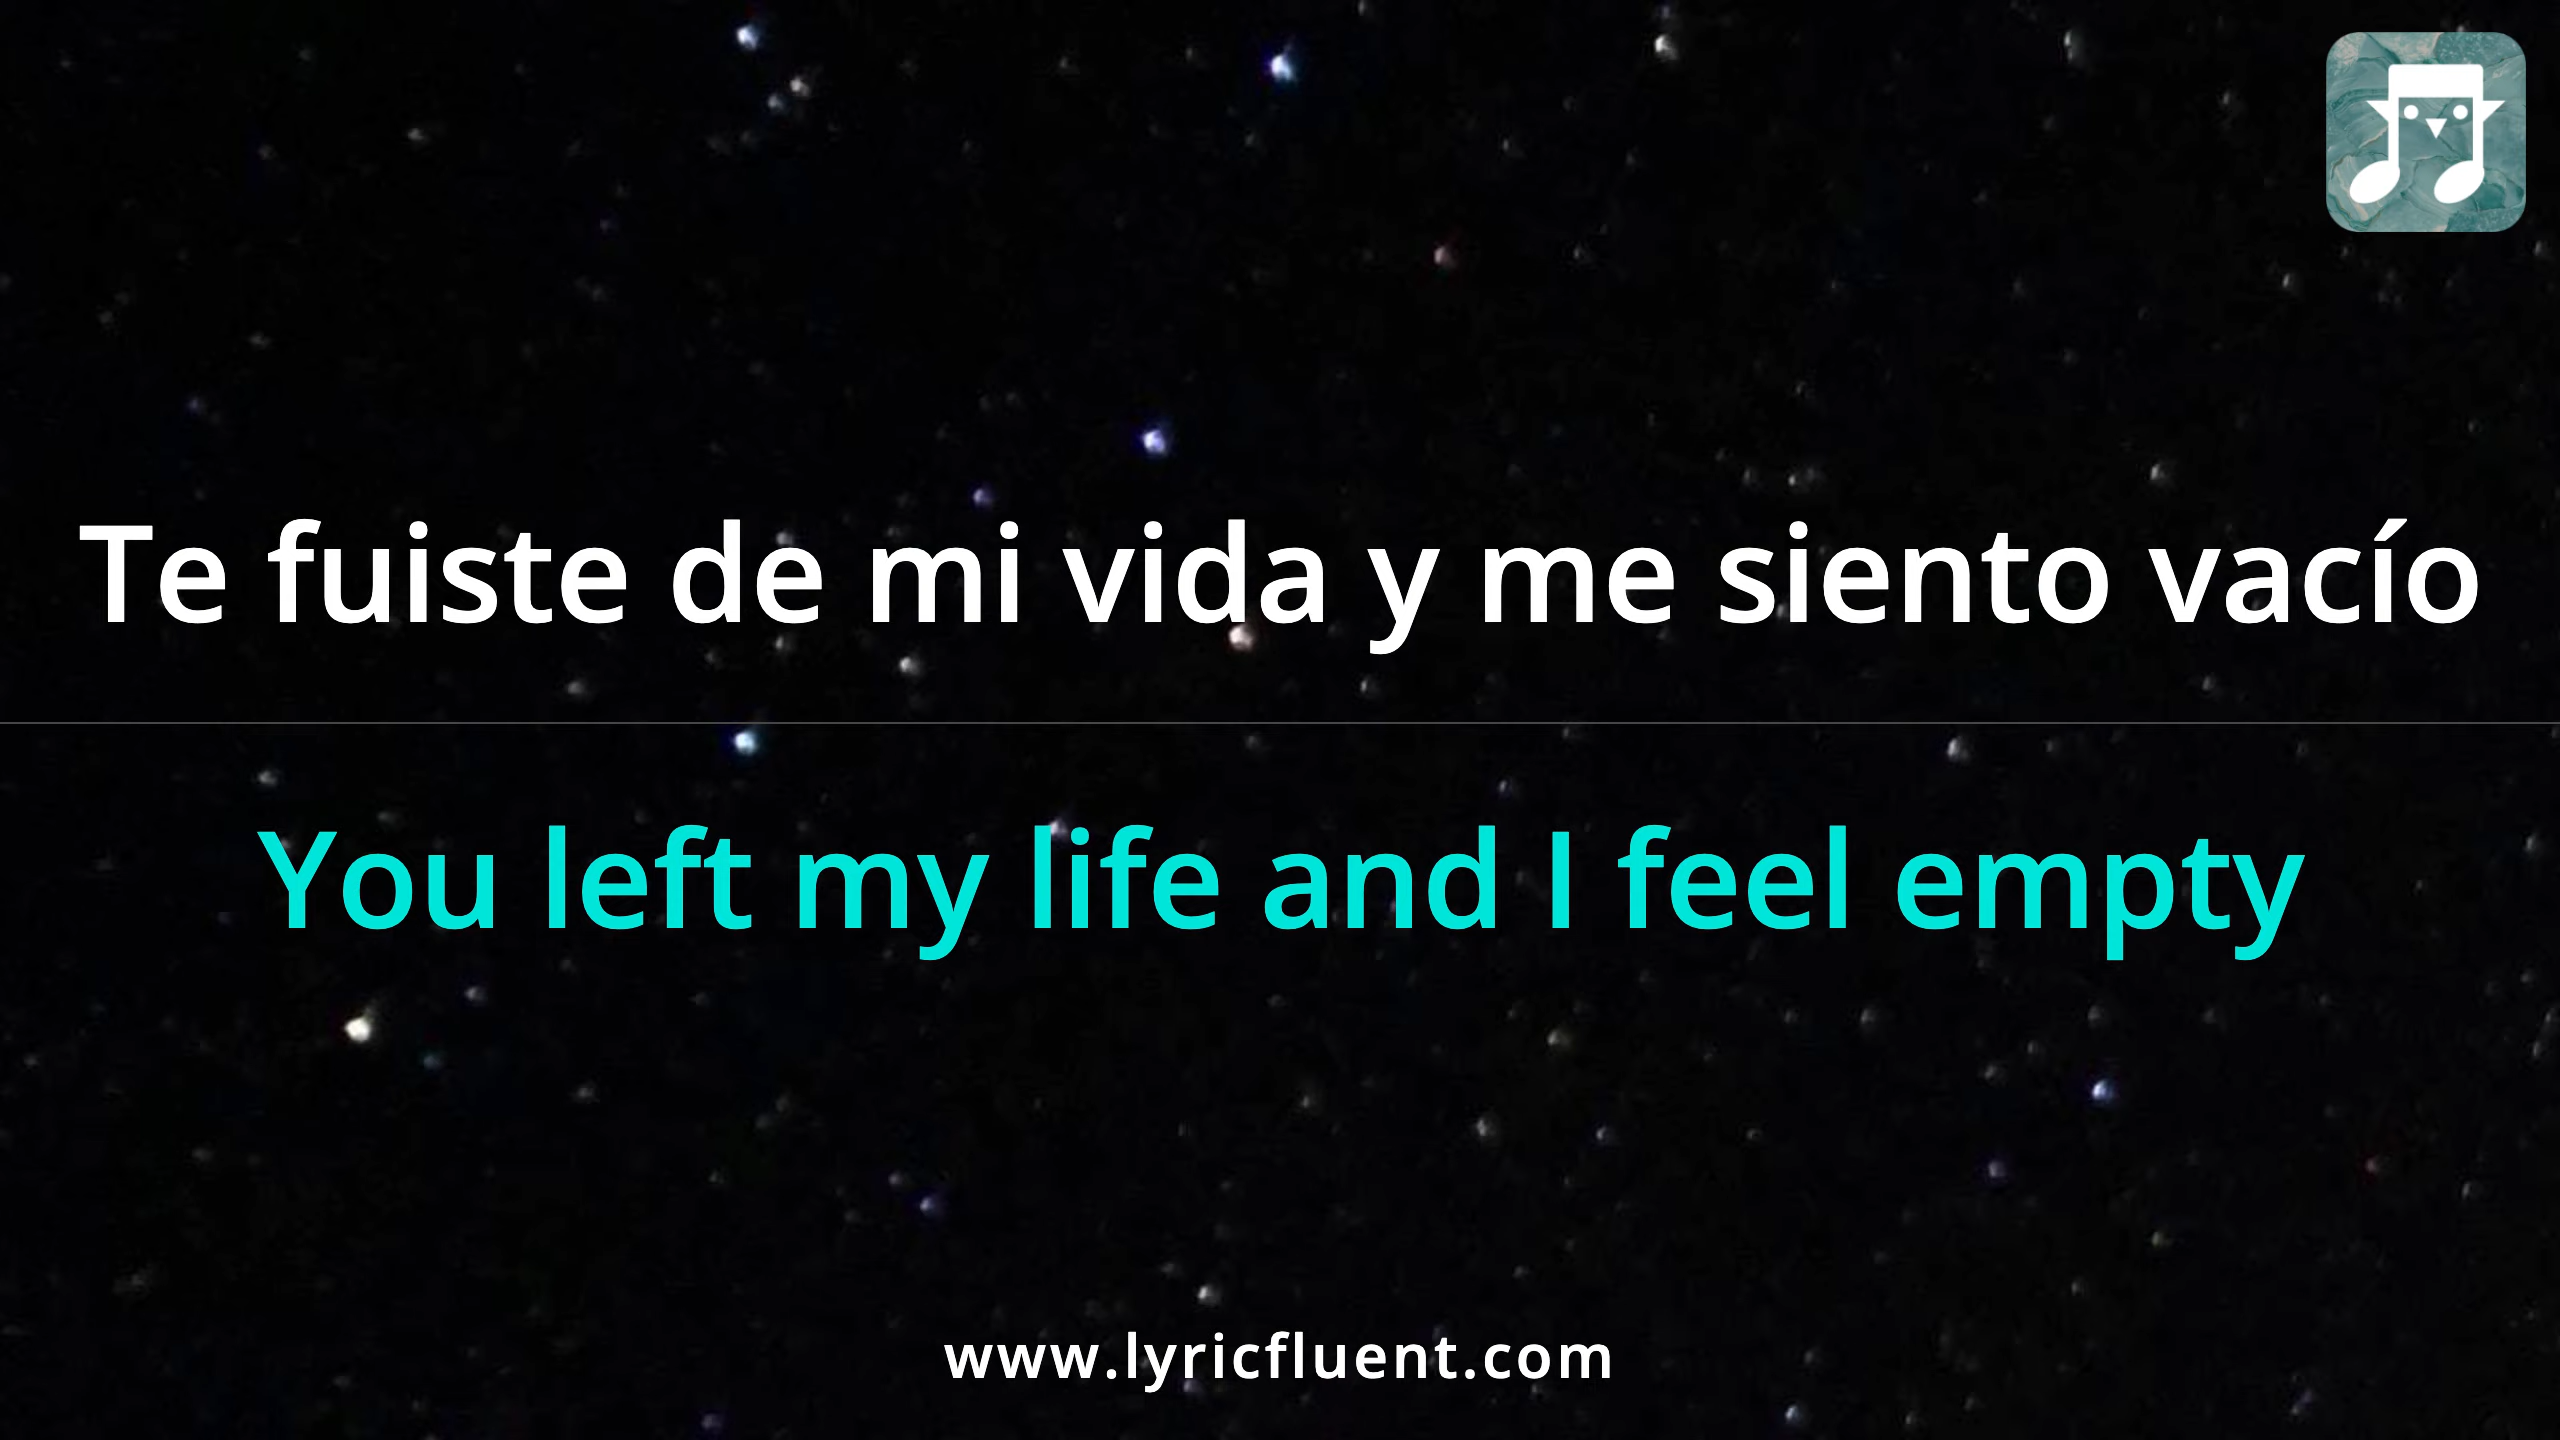 Te fuiste de mi vida y me siento vacío
You left my life and I feel empty
www.lyricfluent.com